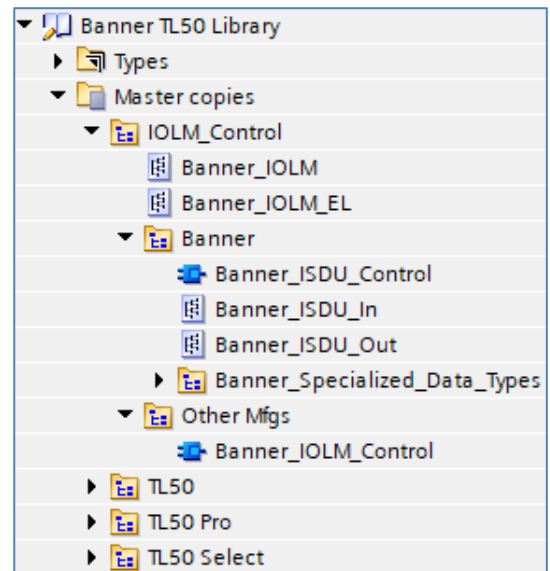 Banner TL50 Library
Types
Master copies
IOLM_Control
Banner_IOLM
Banner_IOLM_EL
Banner
Banner_ISDU_Control
Banner_ISDU_In
Banner_ISDU_Out
Banner_Specialized_Data_Types
Other Mfgs
Banner_IOLM_Control
TL50
TL50 Pro
TL50 Select